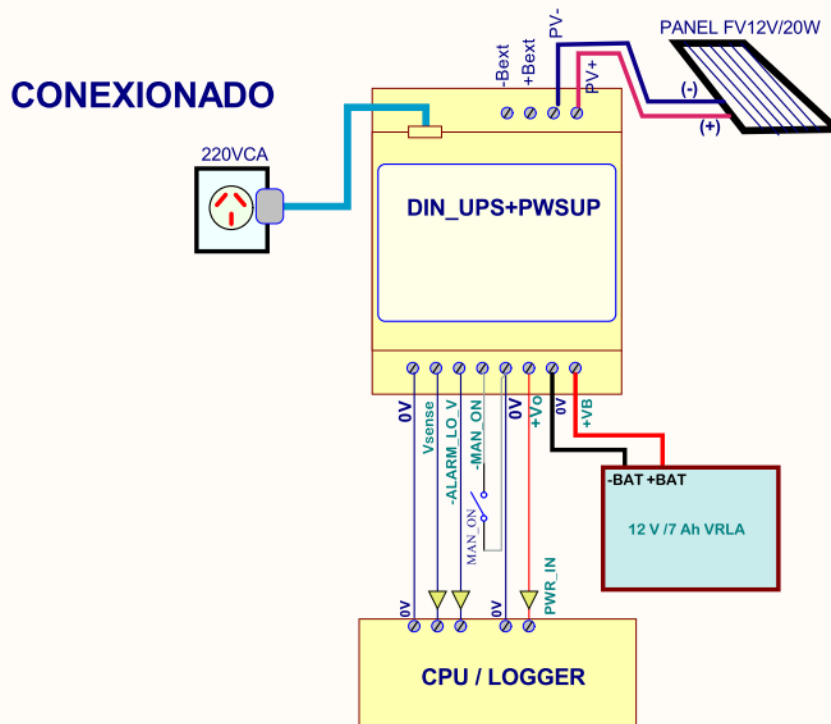 CONEXIONADO
PANEL FV12V/20W
PV-
-Bext
+Bext
PV+
(-)
(+)
220VCA
DIN_UPS+PWSUP
0V
Vsense
-ALARM_LO_V
-MAN_ON
0V
+Vo
0V
+VB
-BAT +BAT
12 V /7 Ah VRLA
MAN_ON
0V
0V
PWR_IN
CPU / LOGGER